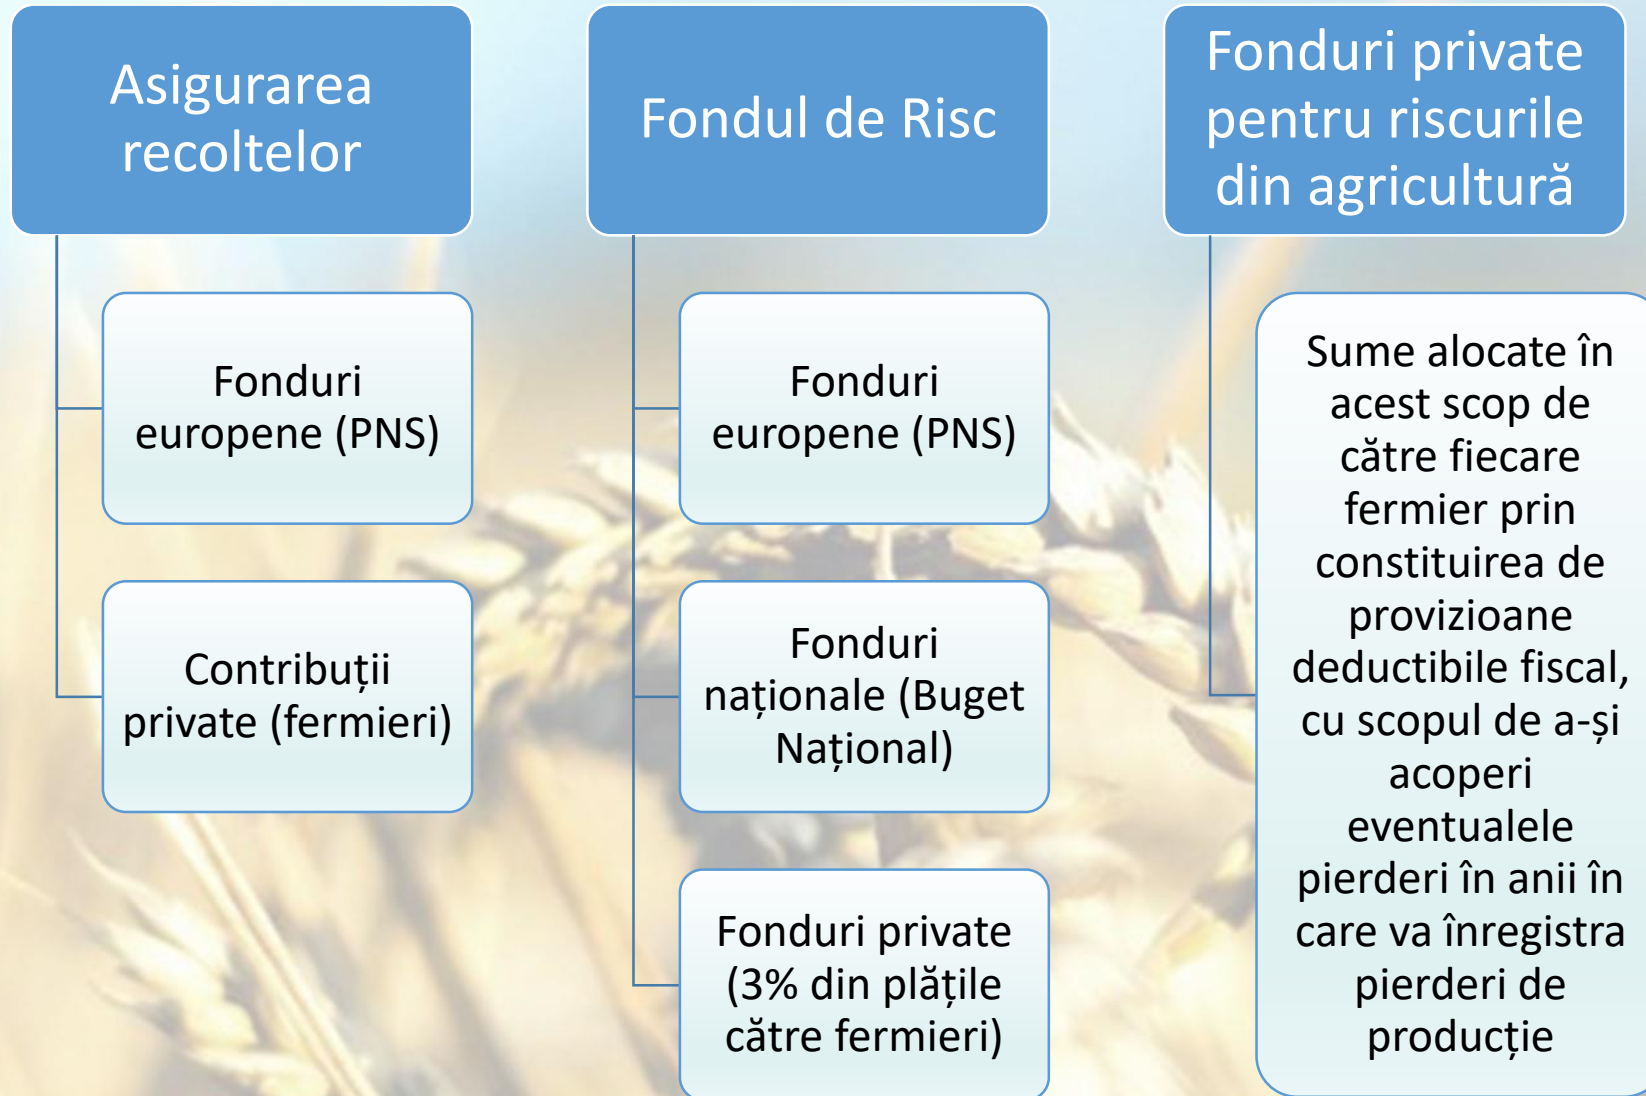 Asigurarea
recoltelor
Fonduri
europene (PNS)
Contribuții
private (fermieri)
Fondul de Risc
Fonduri
europene (PNS)
Fonduri
naționale (Buget
Național)
Fonduri private
(3% din plățile
către fermieri)
Fonduri private
pentru riscurile
din agricultură
Sume alocate în
acest scop de
către fiecare
fermier prin
constituirea de
provizioane
deductibile fiscal,
cu scopul de a-și
acoperi
eventualele
pierderi în anii în
care va înregistra
pierderi de
producție